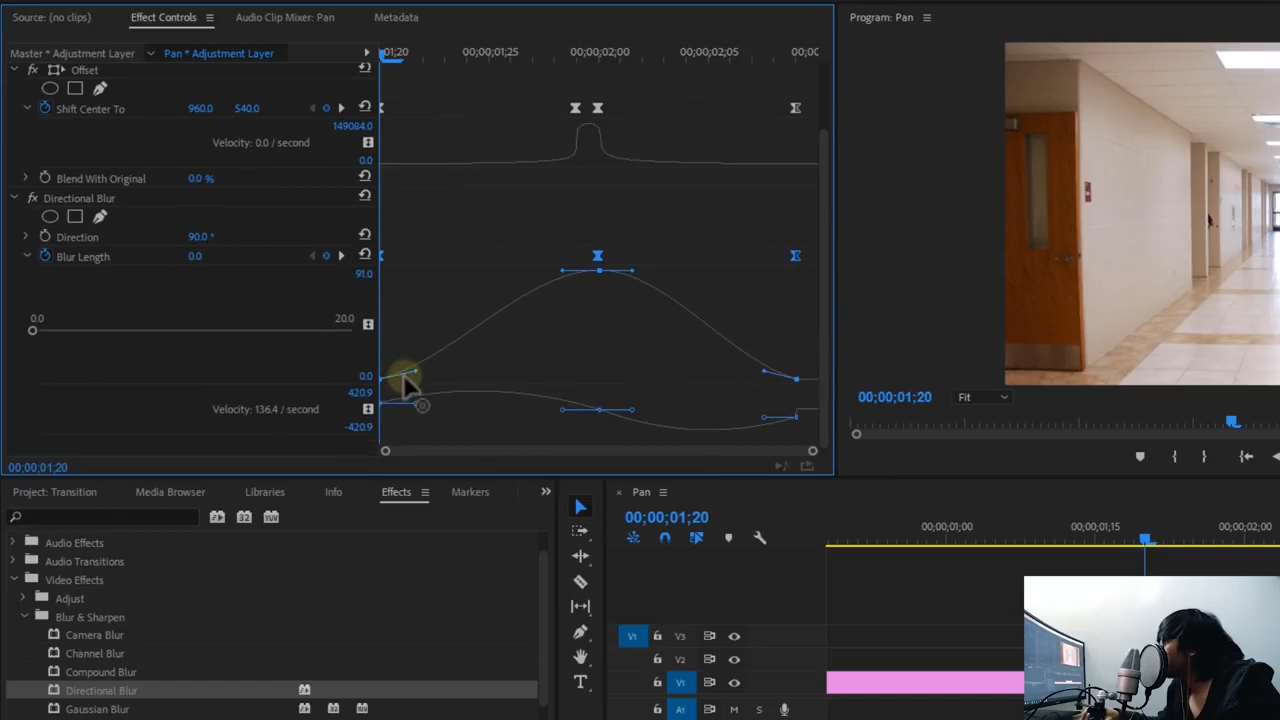 Source: (no clips)
Effect Controls
Audio Clip Mixer: Pan
Metadata
Program: Pan
Master * Adjustment Layer
Pan * Adjustment Layer
01;20
00;00;01;25
00;00;02;00
00;00;02;05
00;00
fx Offset
Shift Center To 960.0 540.0
149084.0
Velocity: 0.0 / second
0.0
Blend With Original 0.0 %
fx Directional Blur
Direction 90.0 °
Blur Length 0.0
91.0
0.0 20.0
0.0
420.9
Velocity: 136.4 / second
-420.9
00;00;01;20
00;00;01;20
Fit
Project: Transition
Media Browser
Libraries
Info
Effects
Markers
32
YUV
Audio Effects
Audio Transitions
Video Effects
Adjust
Blur & Sharpen
Camera Blur
Channel Blur
Compound Blur
Directional Blur
Gaussian Blur
× Pan
00;00;01;20
00;00;01;00
00;00;01;15
00;00;02;00
V1 V3
V2
V1 V1
A1 A1 M S